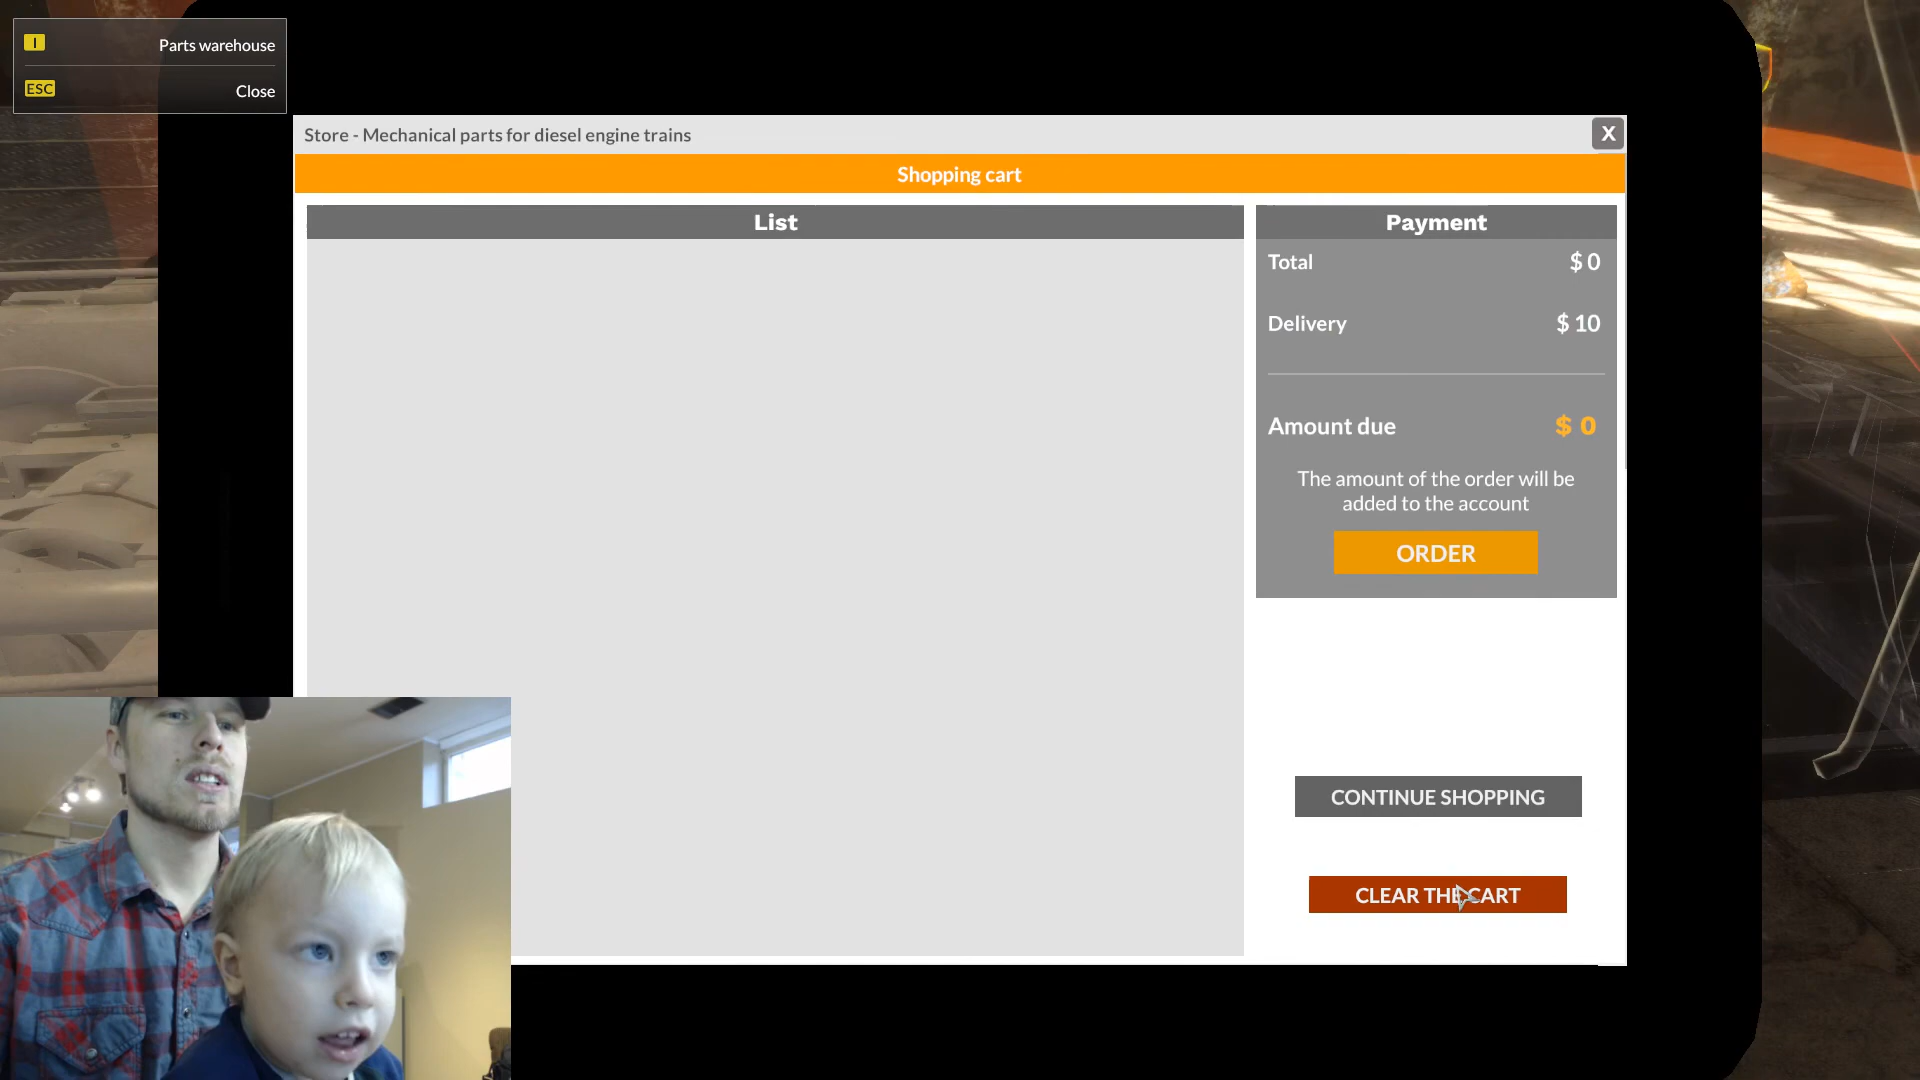 I
Parts warehouse
ESC
Close
Store - Mechanical parts for diesel engine trains
X
Shopping cart
List
Payment
Total
$ 0
Delivery
$ 10
Amount due
$ 0
The amount of the order will be
added to the account
ORDER
CONTINUE SHOPPING
CLEAR THE CART